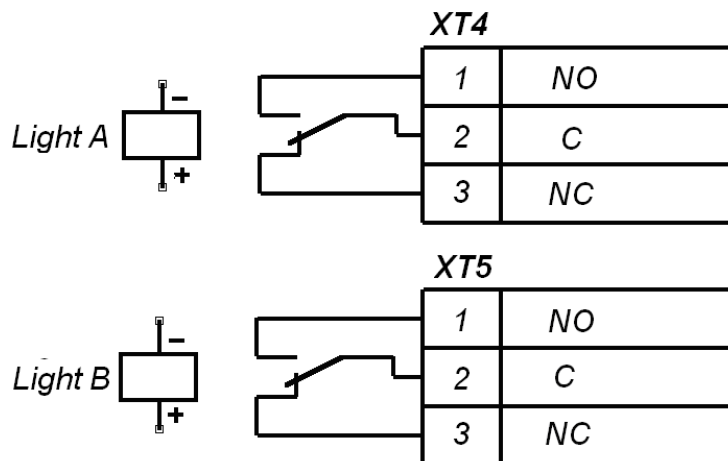 XT4
1 NO
-
Light A
2 C
+
3 NC
XT5
1 NO
-
Light B
2 C
+
3 NC